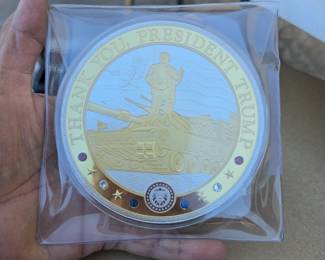 THANK YOU, PRESIDENT TRUMP